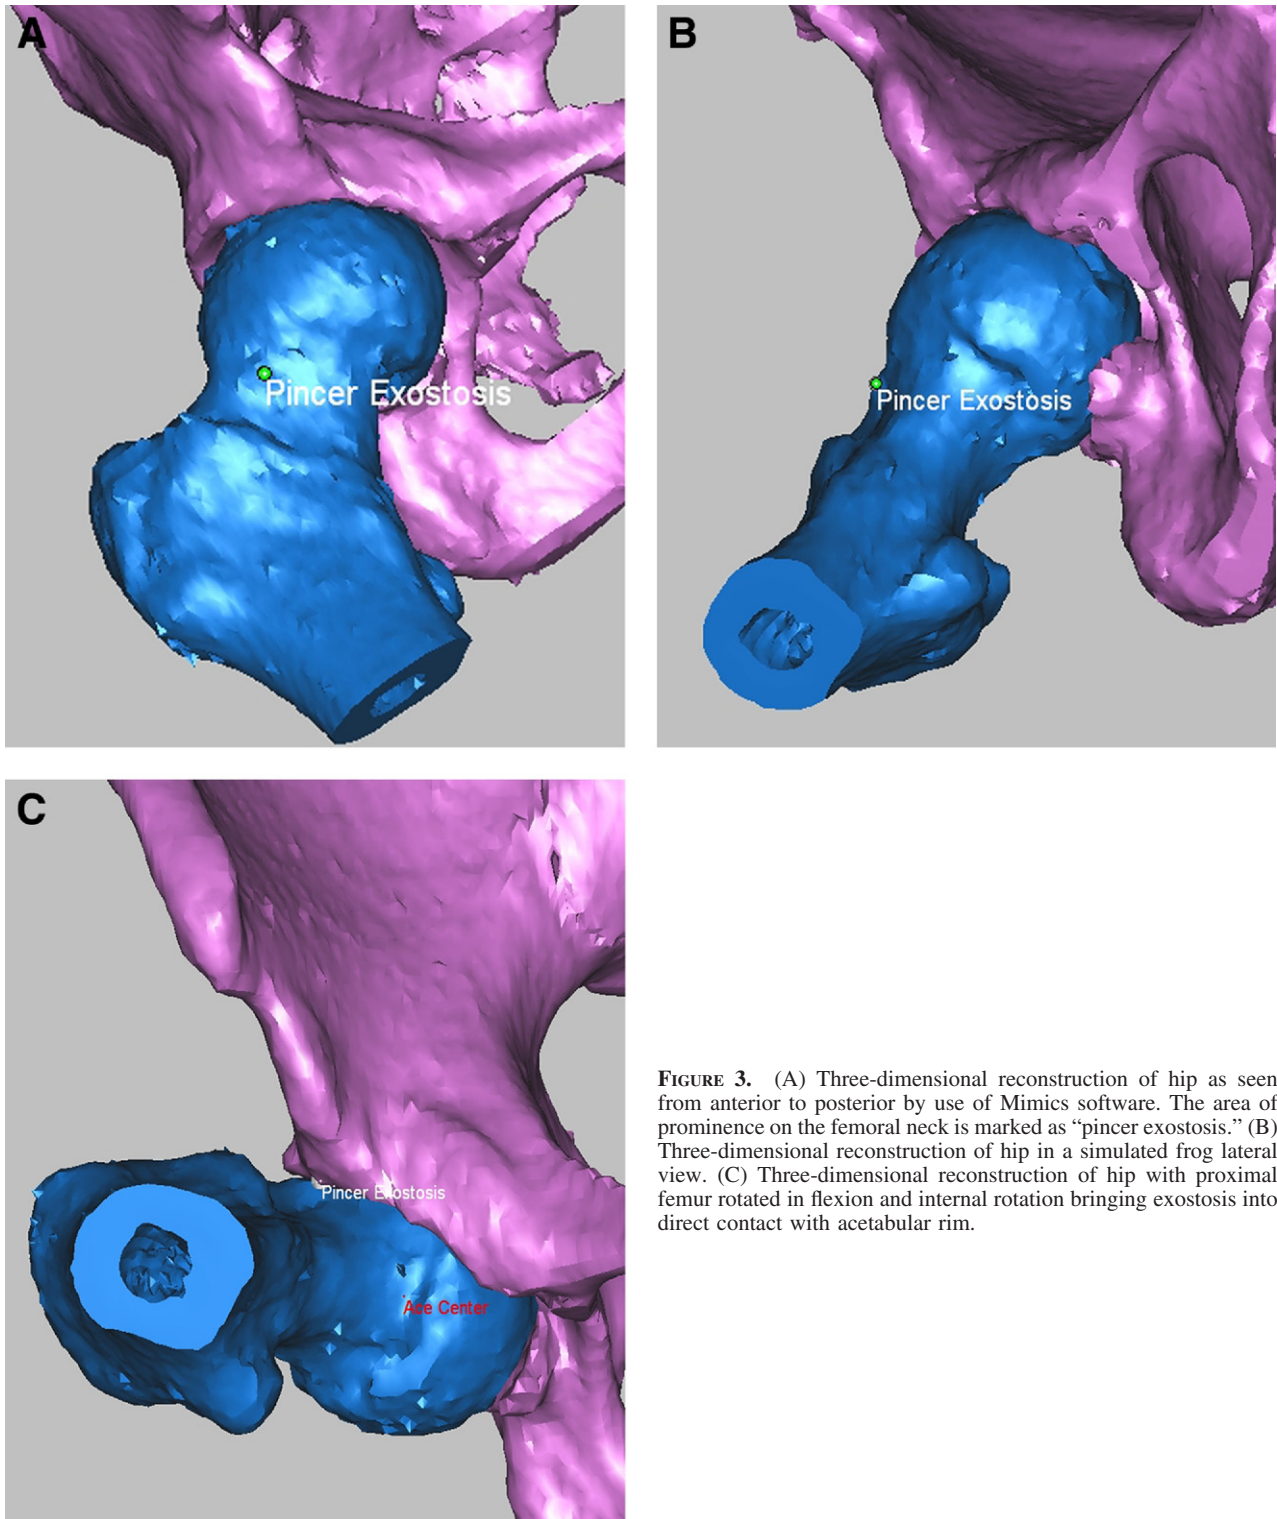 A
Pincer Exostosis
B
Pincer Exostosis
C
Pincer Exostosis
Ace Center
FIGURE 3. (A) Three-dimensional reconstruction of hip as seen
from anterior to posterior by use of Mimics software. The area of
prominence on the femoral neck is marked as “pincer exostosis.” (B)
Three-dimensional reconstruction of hip in a simulated frog lateral
view. (C) Three-dimensional reconstruction of hip with proximal
femur rotated in flexion and internal rotation bringing exostosis into
direct contact with acetabular rim.